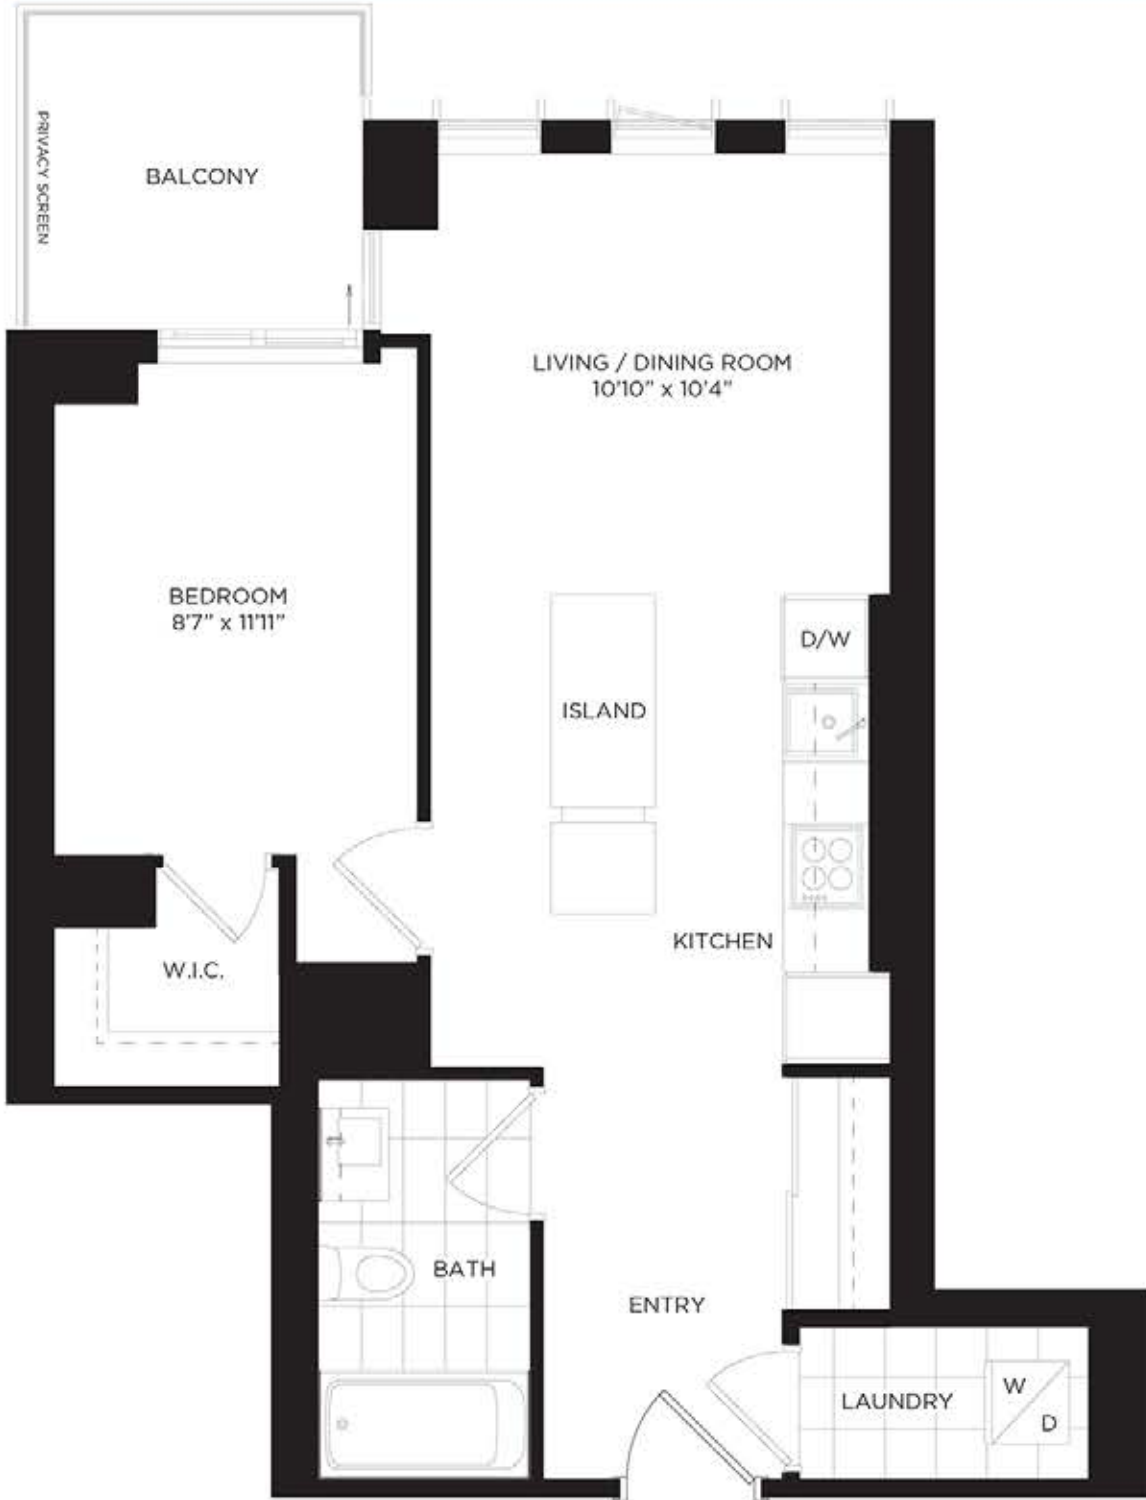 PRIVACY SCREEN
BALCONY
LIVING / DINING ROOM
10'10" x 10'4"
BEDROOM
8'7" x 11'11"
D/W
ISLAND
KITCHEN
W.I.C.
BATH
ENTRY
LAUNDRY
W
D